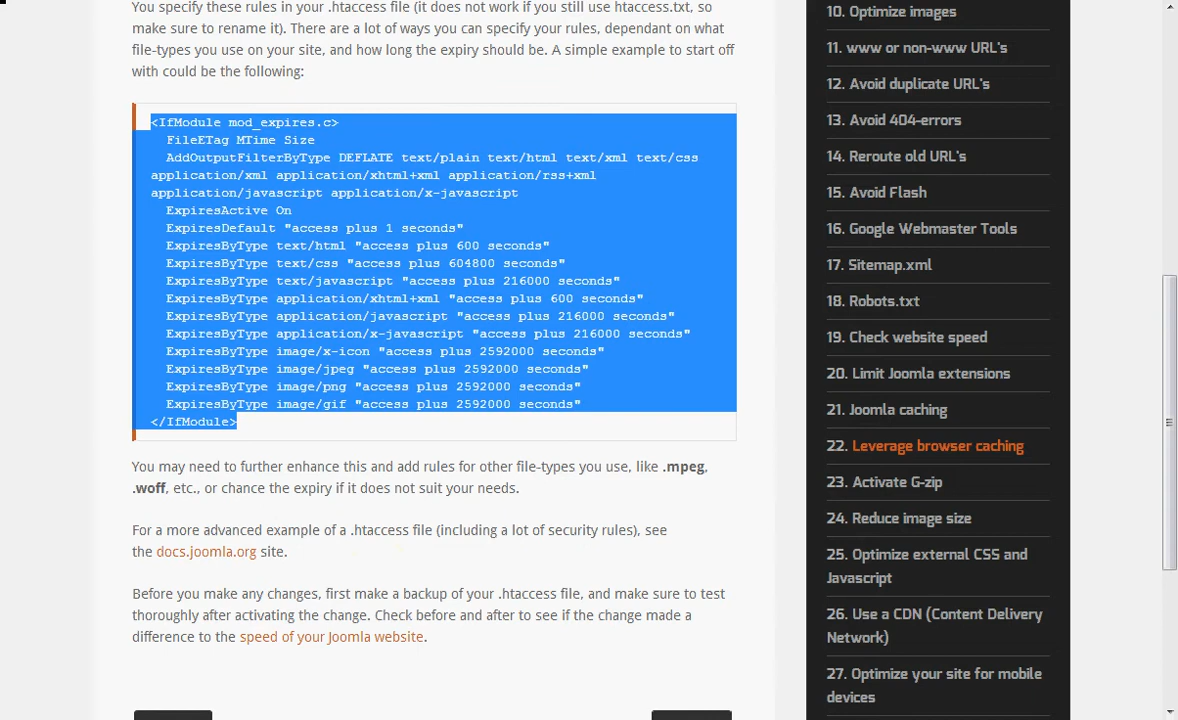 You specify these rules in your .htaccess file (it does not work if you still use htaccess.txt, so
make sure to rename it). There are a lot of ways you can specify your rules, dependant on what
file-types you use on your site, and how long the expiry should be. A simple example to start off
with could be the following:
<IfModule mod_expires.c>
FileETag MTime Size
AddOutputFilterByType DEFLATE text/plain text/html text/xml text/css
application/xml application/xhtml+xml application/rss+xml
application/javascript application/x-javascript
ExpiresActive On
ExpiresDefault "access plus 1 seconds"
ExpiresByType text/html "access plus 600 seconds"
ExpiresByType text/css "access plus 604800 seconds"
ExpiresByType text/javascript "access plus 216000 seconds"
ExpiresByType application/xhtml+xml "access plus 600 seconds"
ExpiresByType application/javascript "access plus 216000 seconds"
ExpiresByType application/x-javascript "access plus 216000 seconds"
ExpiresByType image/x-icon "access plus 2592000 seconds"
ExpiresByType image/jpeg "access plus 2592000 seconds"
ExpiresByType image/png "access plus 2592000 seconds"
ExpiresByType image/gif "access plus 2592000 seconds"
</IfModule>
You may need to further enhance this and add rules for other file-types you use, like .mpeg,
.woff, etc., or chance the expiry if it does not suit your needs.
For a more advanced example of a .htaccess file (including a lot of security rules), see
the docs.joomla.org site.
Before you make any changes, first make a backup of your .htaccess file, and make sure to test
thoroughly after activating the change. Check before and after to see if the change made a
difference to the speed of your Joomla website.
10. Optimize images
11. www or non-www URL's
12. Avoid duplicate URL's
13. Avoid 404-errors
14. Reroute old URL's
15. Avoid Flash
16. Google Webmaster Tools
17. Sitemap.xml
18. Robots.txt
19. Check website speed
20. Limit Joomla extensions
21. Joomla caching
22. Leverage browser caching
23. Activate G-zip
24. Reduce image size
25. Optimize external CSS and
Javascript
26. Use a CDN (Content Delivery
Network)
27. Optimize your site for mobile
devices